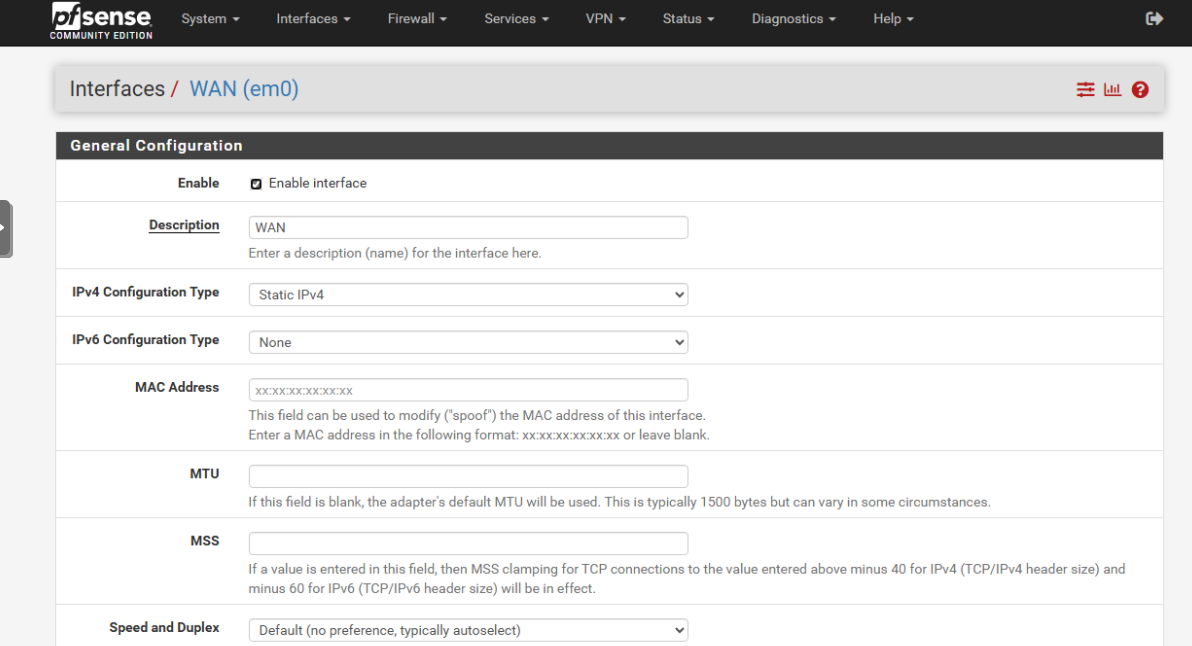 pfsense
COMMUNITY EDITION
System Interfaces Firewall Services VPN Status Diagnostics Help
Interfaces / WAN (em0)
General Configuration
Enable Enable interface
Description WAN
Enter a description (name) for the interface here.
IPv4 Configuration Type Static IPv4
IPv6 Configuration Type None
MAC Address xx:xx:xx:xx:xx:xx
This field can be used to modify ("spoof") the MAC address of this interface.
Enter a MAC address in the following format: xx:xx:xx:xx:xx:xx or leave blank.
MTU
If this field is blank, the adapter's default MTU will be used. This is typically 1500 bytes but can vary in some circumstances.
MSS
If a value is entered in this field, then MSS clamping for TCP connections to the value entered above minus 40 for IPv4 (TCP/IPv4 header size) and
minus 60 for IPv6 (TCP/IPv6 header size) will be in effect.
Speed and Duplex Default (no preference, typically autoselect)